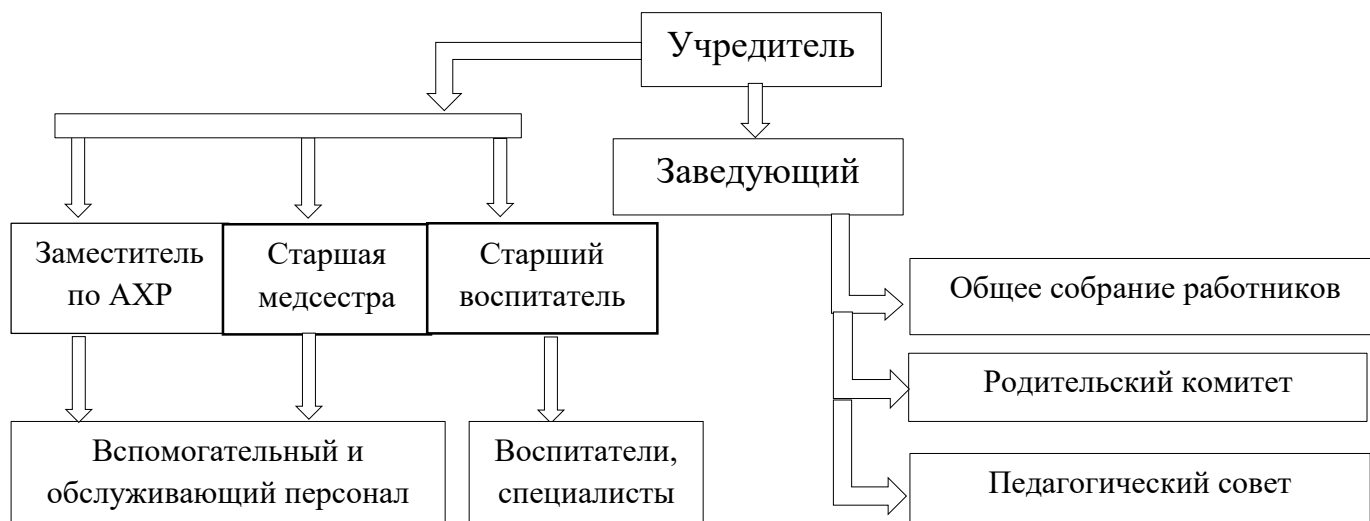 Учредитель
Заведующий
Заместитель
по АХР
Старшая
медсестра
Старший
воспитатель
Общее собрание работников
Родительский комитет
Педагогический совет
Вспомогательный и
обслуживающий персонал
Воспитатели,
специалисты